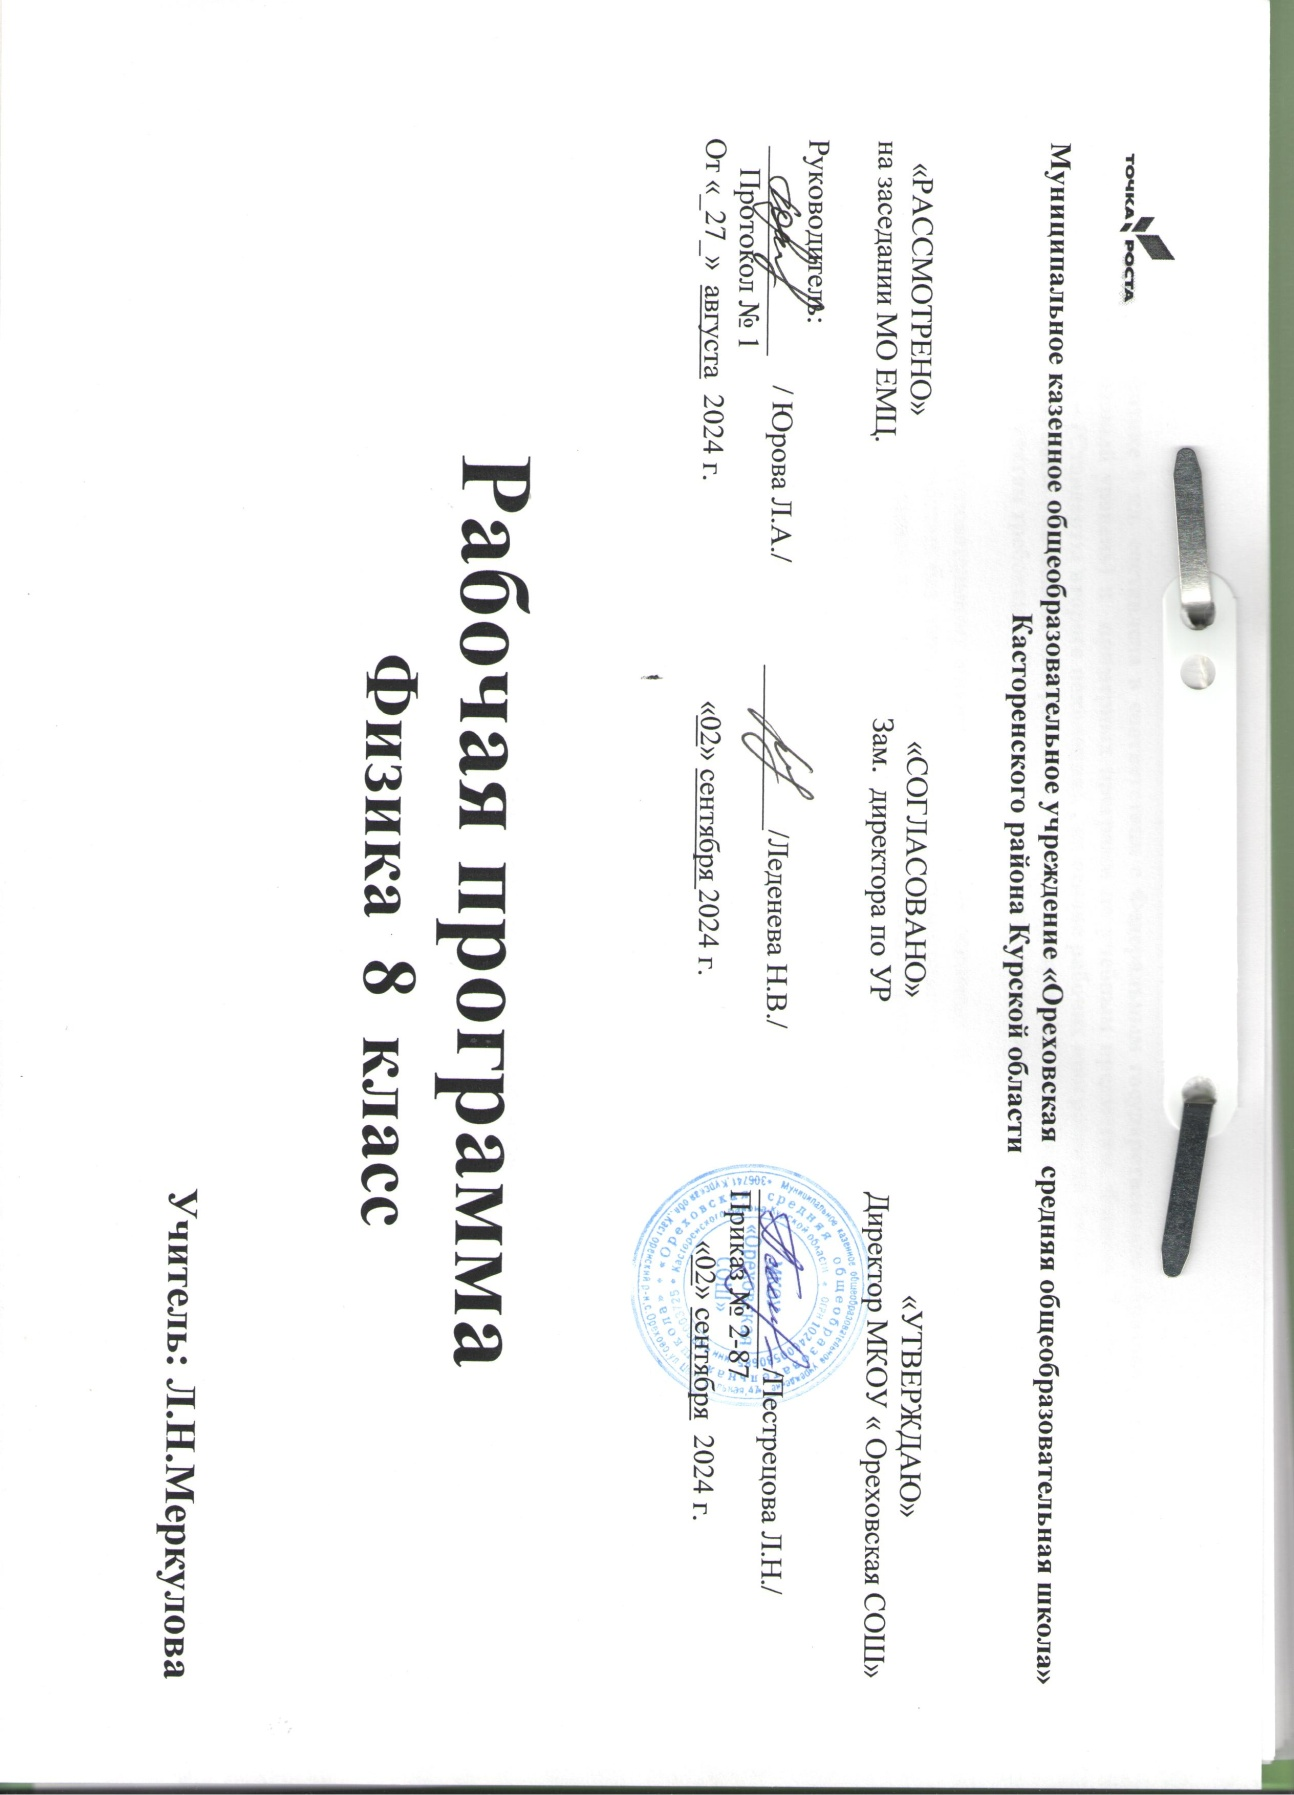 ТОЧКА РОСТА
Муниципальное казенное общеобразовательное учреждение «Ореховская средняя общеобразовательная школа»
Касторенского района Курской области
«РАССМОТРЕНО»
на заседании МО ЕМЦ.
Руководитель:
/ Юрова Л.А./
Протокол № 1
От «_27_» августа 2024 г.
«СОГЛАСОВАНО»
Зам. директора по УР
/Леденева Н.В./
«02» сентября 2024 г.
«УТВЕРЖДАЮ»
Директор МКОУ « Ореховская СОШ»
/Пестрецова Л.Н./
Приказ № 2-87
«02» сентября 2024 г.
Рабочая программа
Физика 8 класс
Учитель: Л.Н.Меркулова